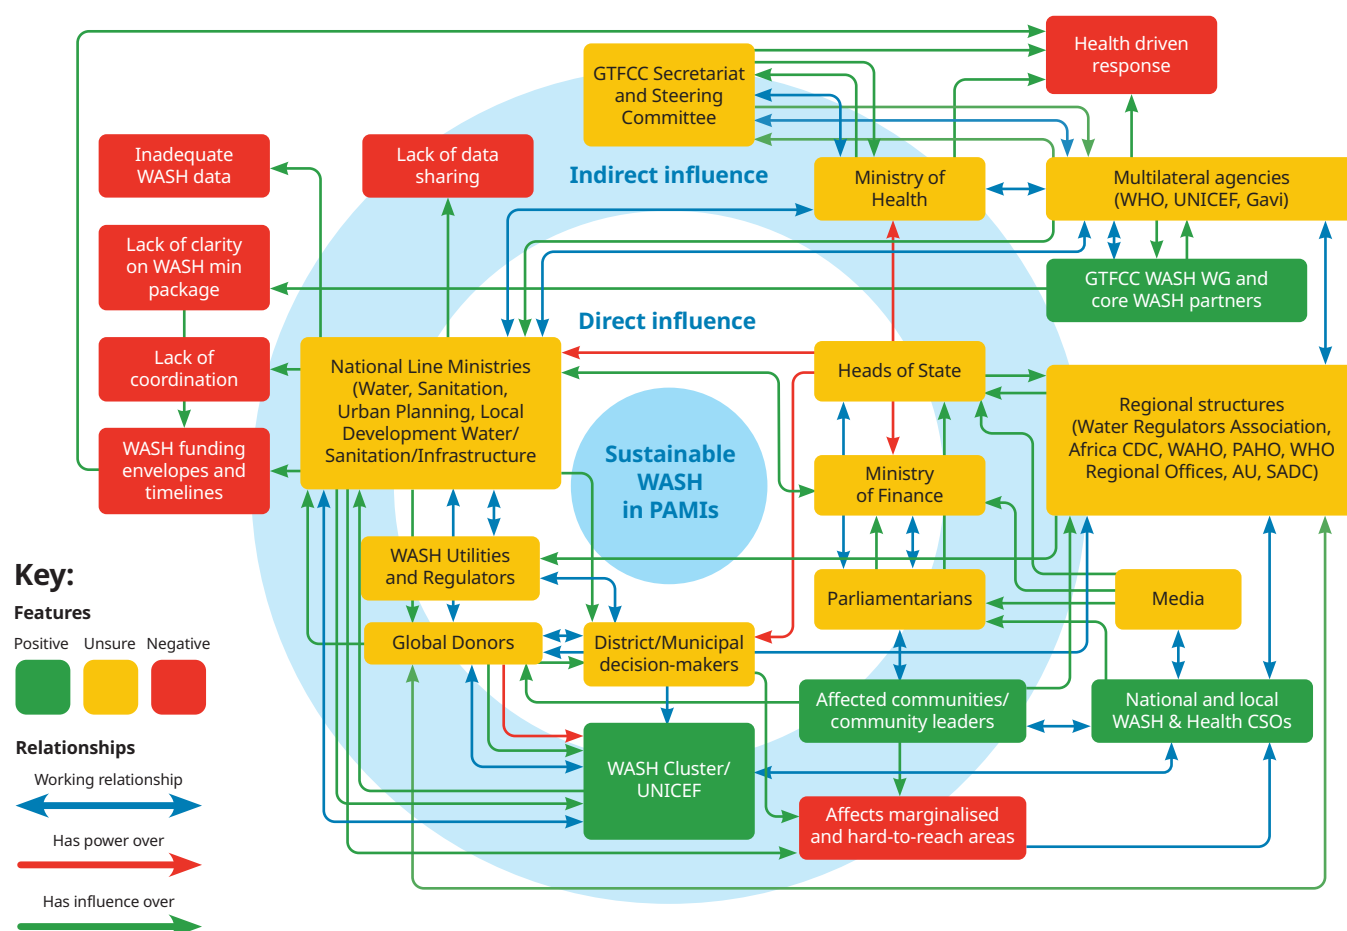 Health driven
response
GTFCC Secretariat
and Steering
Committee
Inadequate
WASH data
Lack of data
sharing
Indirect influence
Ministry of
Health
Multilateral agencies
(WHO, UNICEF, Gavi)
Lack of clarity
on WASH min
package
GTFCC WASH WG and
core WASH partners
Direct influence
Lack of
coordination
National Line Ministries
(Water, Sanitation,
Urban Planning, Local
Development Water/
Sanitation/Infrastructure
Heads of State
Regional structures
(Water Regulators Association,
Africa CDC, WAHO, PAHO, WHO
Regional Offices, AU, SADC)
WASH funding
envelopes and
timelines
Sustainable
WASH
in PAMIs
Ministry
of Finance
WASH Utilities
and Regulators
Parliamentarians
Media
Global Donors
District/Municipal
decision-makers
Affected communities/
community leaders
National and local
WASH & Health CSOs
WASH Cluster/
UNICEF
Affects marginalised
and hard-to-reach areas
Key:
Features
Positive
Unsure
Negative
Relationships
Working relationship
Has power over
Has influence over